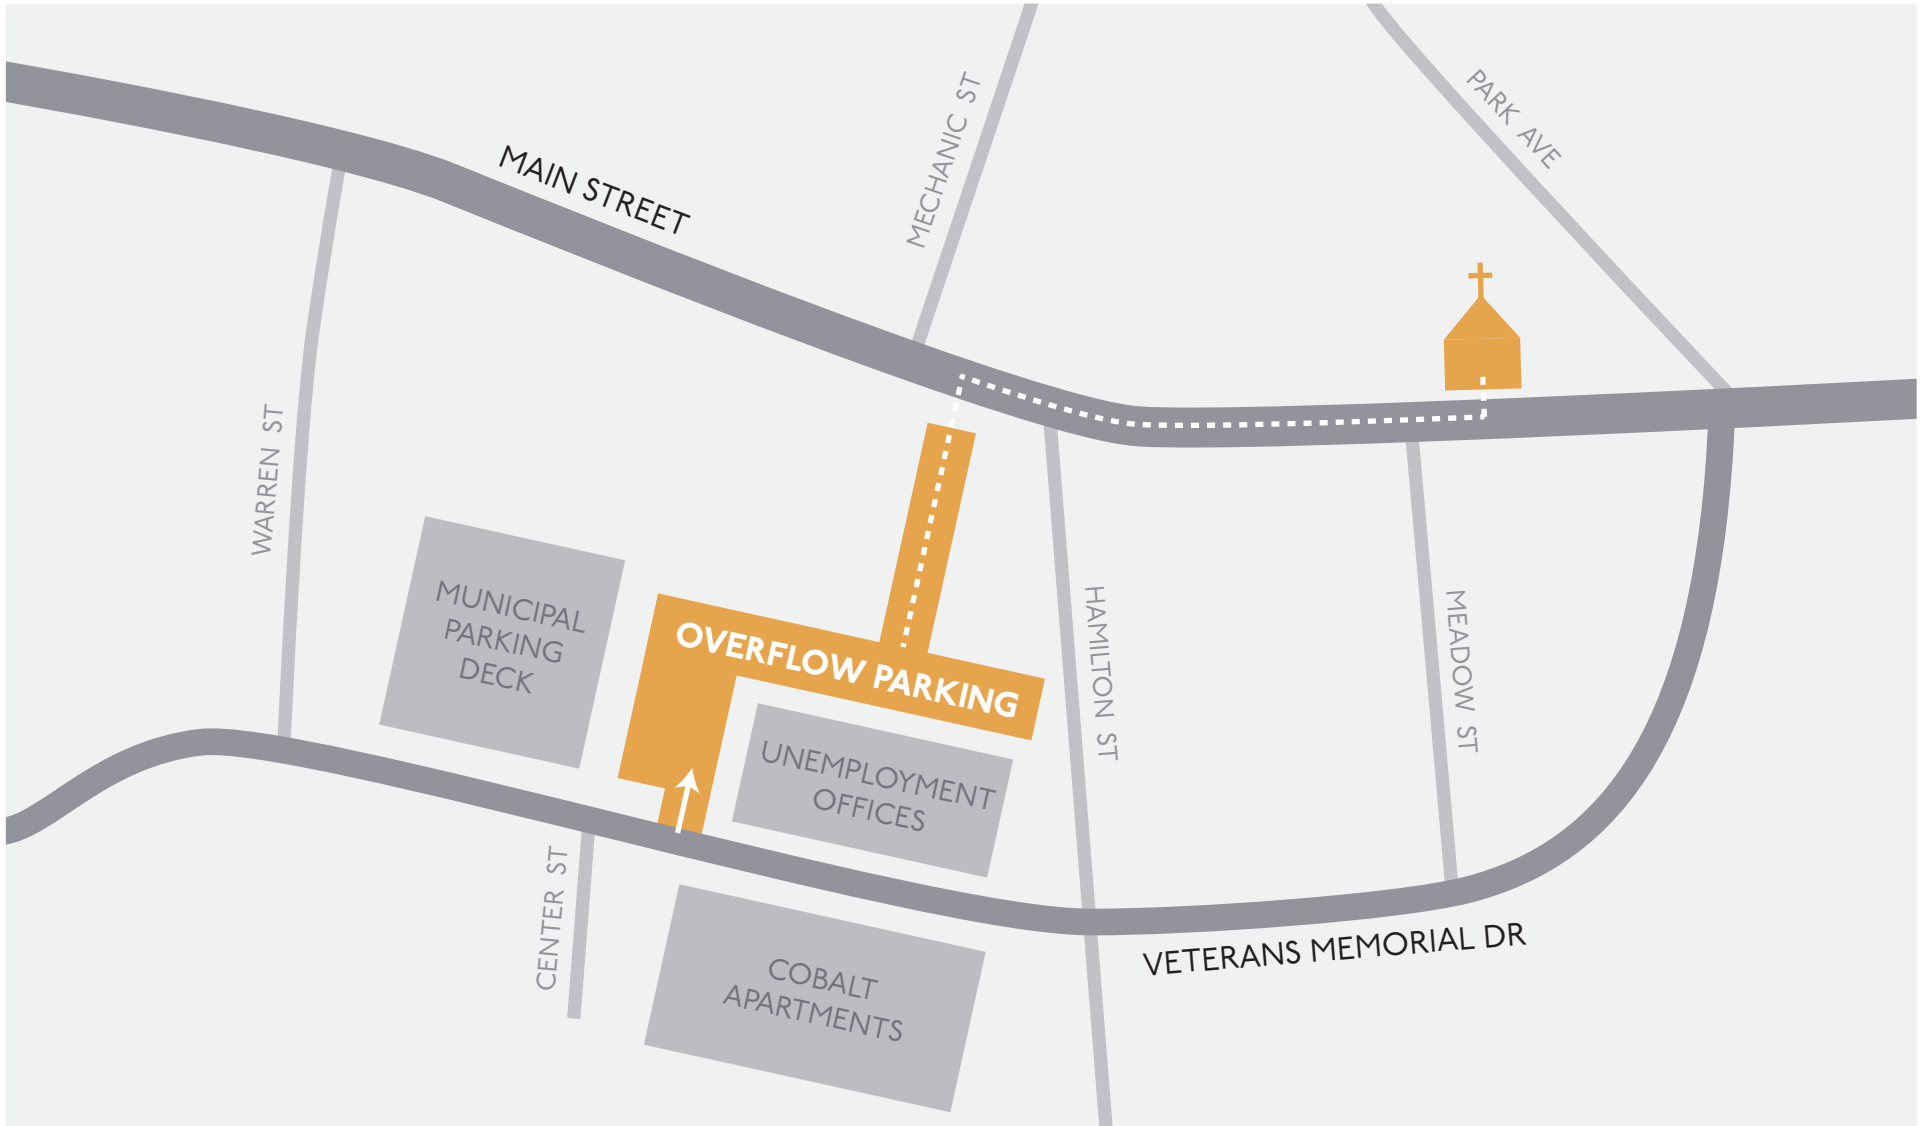 MAIN STREET
MECHANIC ST
PARK AVE
WARREN ST
MUNICIPAL
PARKING
DECK
OVERFLOW PARKING
UNEMPLOYMENT
OFFICES
HAMILTON ST
MEADOW ST
CENTER ST
COBALT
APARTMENTS
VETERANS MEMORIAL DR